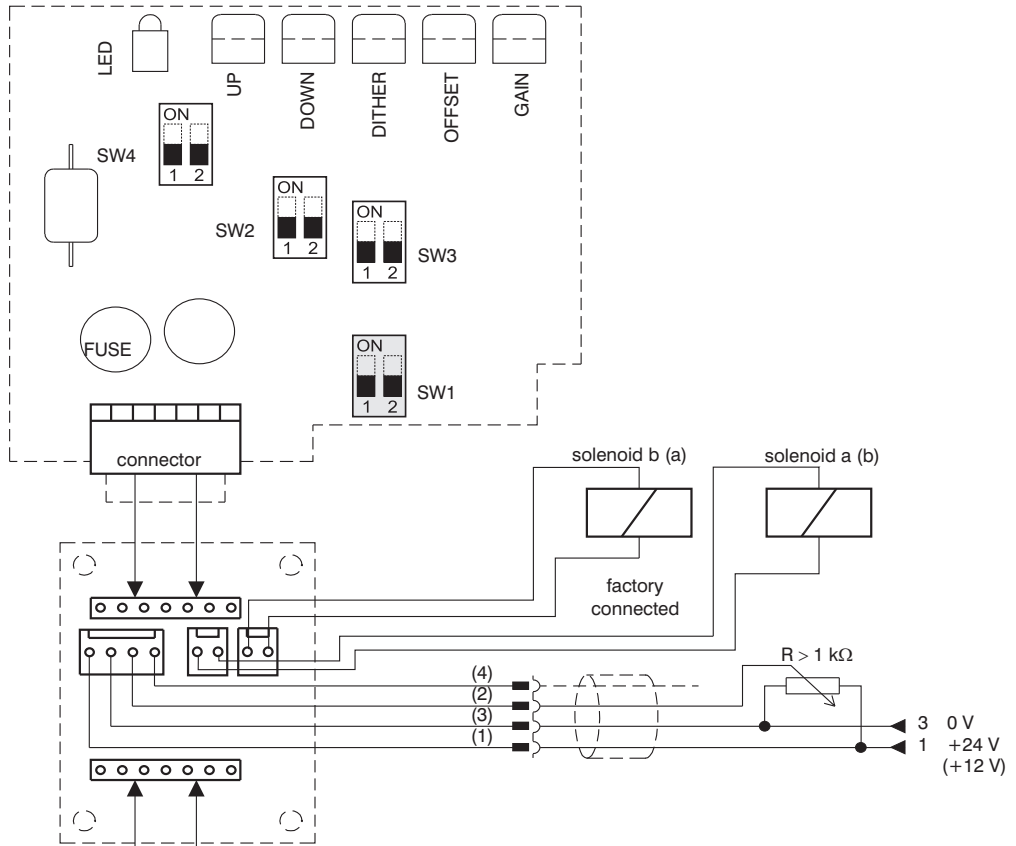 LED
UP
DOWN
DITHER
OFFSET
GAIN
ON
1 2
SW4
ON
1 2
SW2
ON
1 2
SW3
FUSE
ON
1 2
SW1
connector
solenoid b (a)
solenoid a (b)
factory
connected
R > 1 kΩ
(4)
(2)
(3)
(1)
3 0 V
1 +24 V
(+12 V)